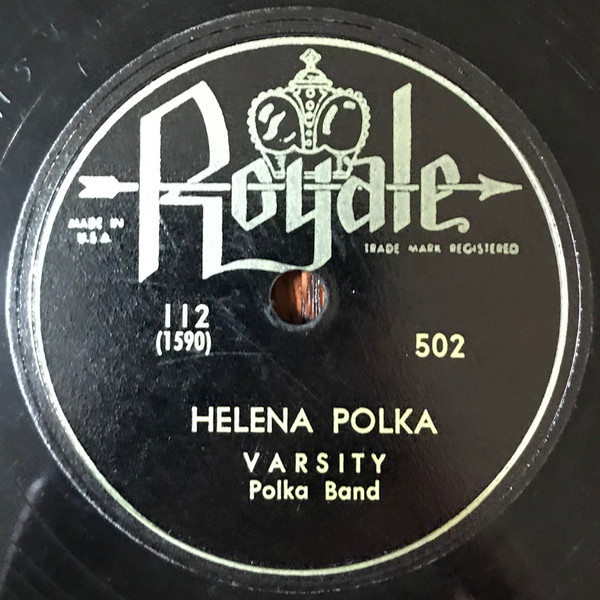 Royale
MADE IN
U.S.A.
TRADE MARK REGISTERED
112
(1590)
502
HELENA POLKA
VARSITY
Polka Band